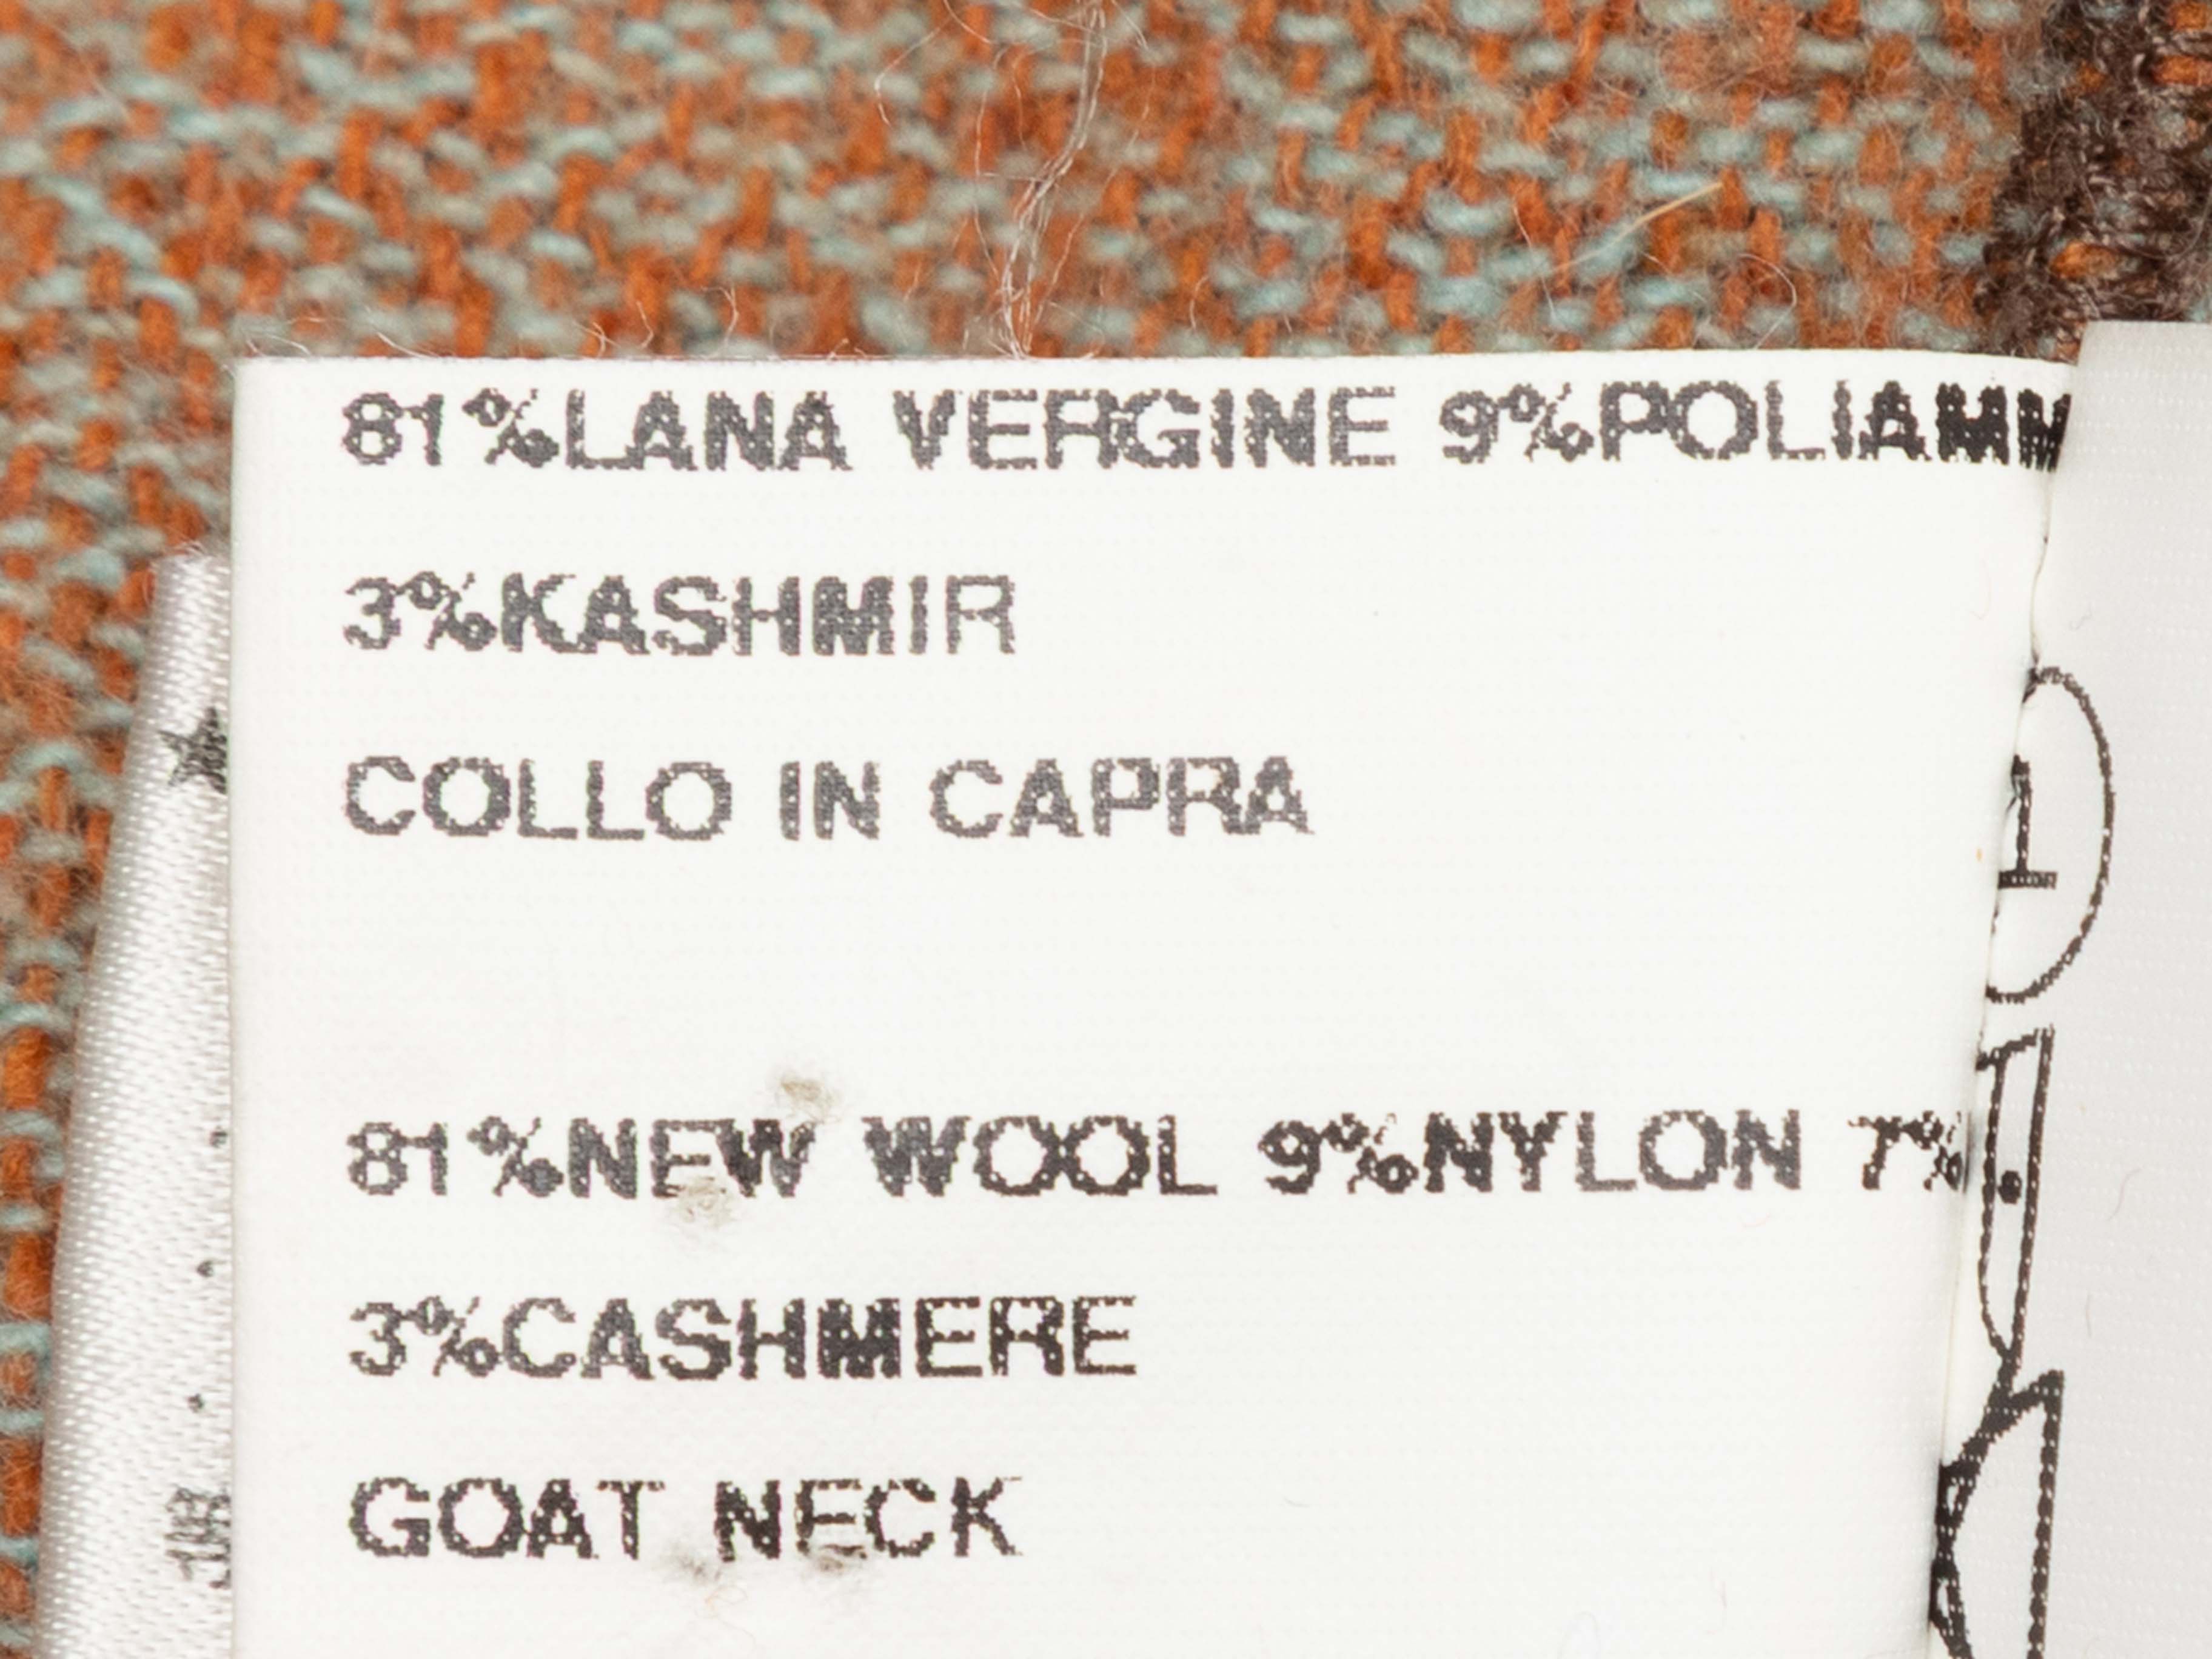 81%LANA VERGINE 9%
3%KASHMIR
COLLO IN CAPRA
81%NEW WOOL 9%NYLON 7%
3%CASHMERE
GOAT NECK